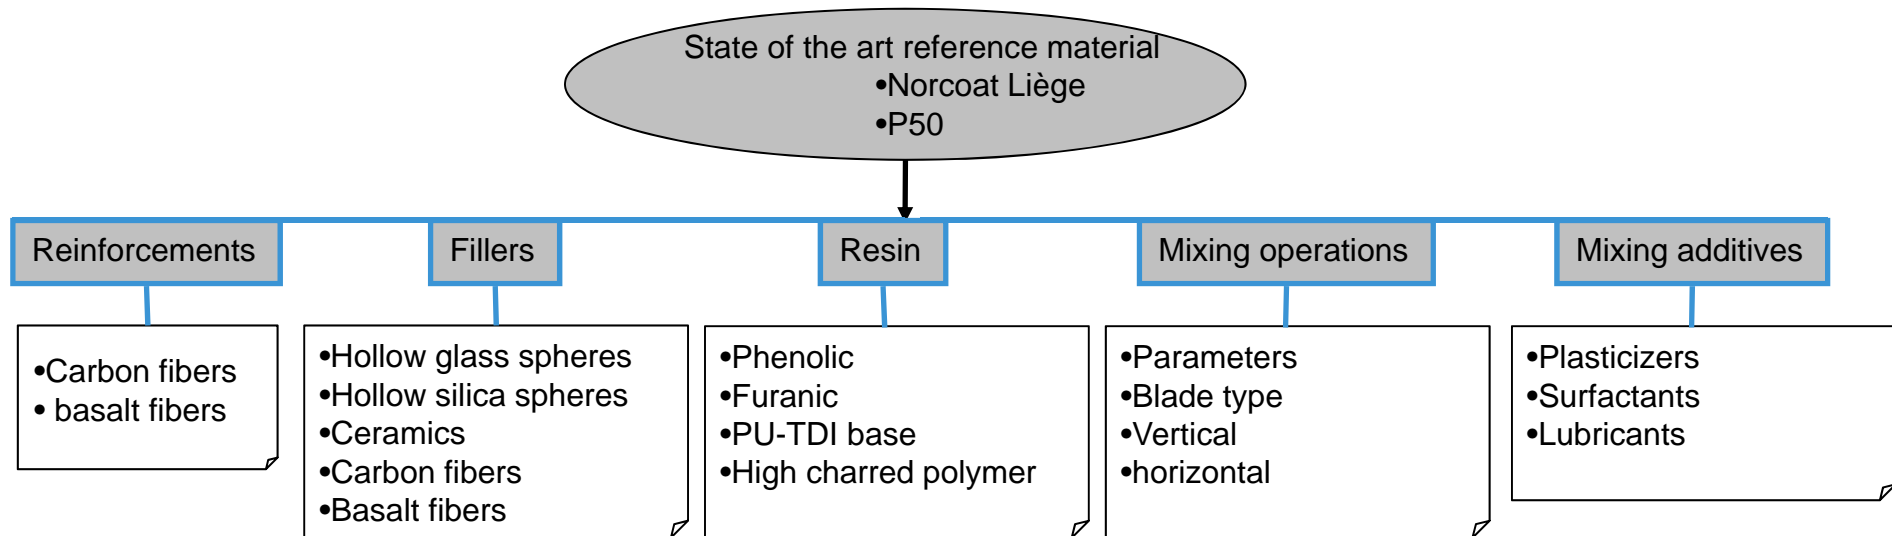 State of the art reference material
•Norcoat Liège
•P50
Reinforcements
Fillers
Resin
Mixing operations
Mixing additives
•Carbon fibers
• basalt fibers
•Hollow glass spheres
•Hollow silica spheres
•Ceramics
•Carbon fibers
•Basalt fibers
•Phenolic
•Furanic
•PU-TDI base
•High charred polymer
•Parameters
•Blade type
•Vertical
•horizontal
•Plasticizers
•Surfactants
•Lubricants